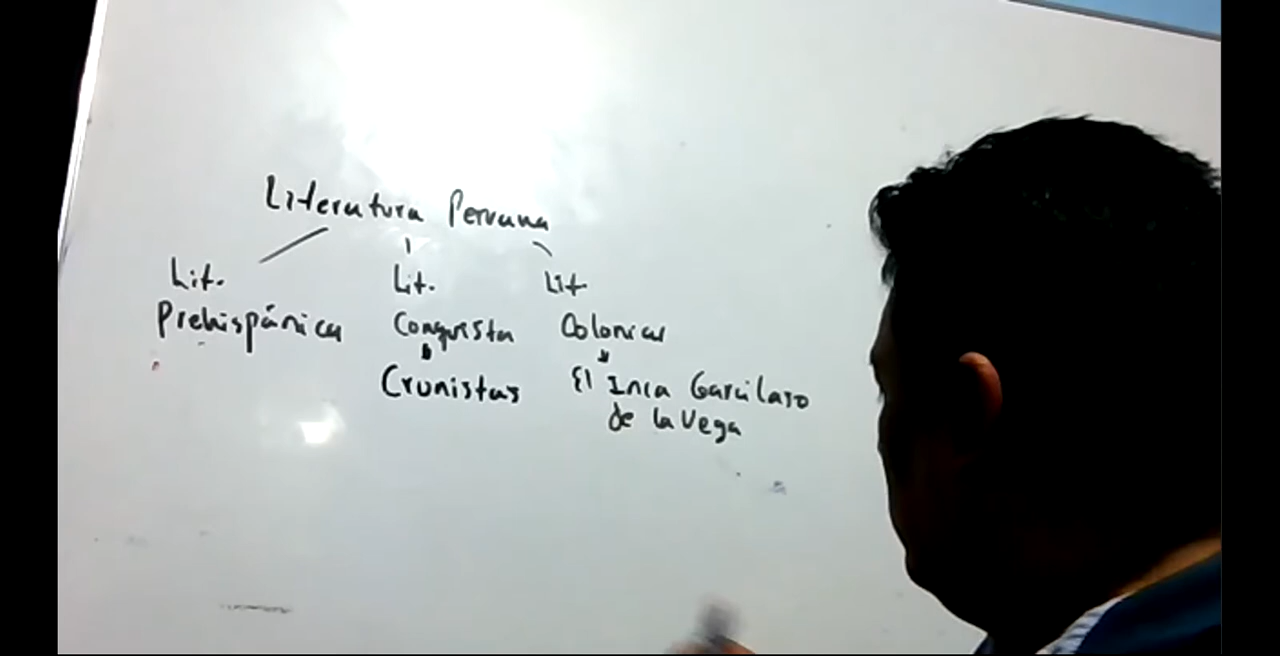 Literatura Peruana
Lit.
Prehispánica
Lit.
Conquista
Cronistas
Lit
Colonial
El Inca Garcilaso
de la Vega